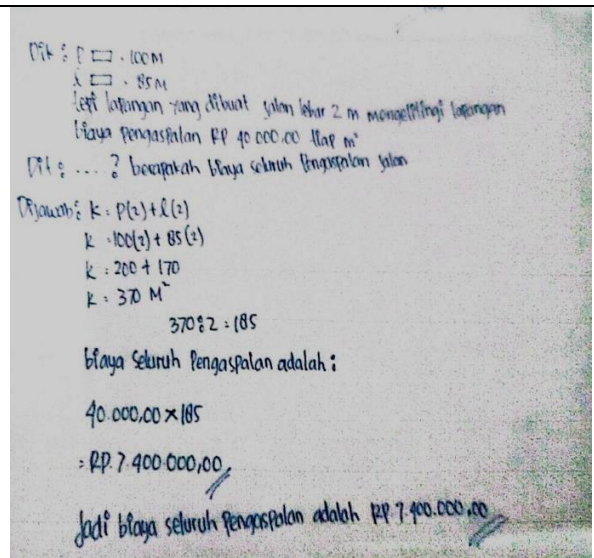 Dik : P ▭ . 100 M
l ▭ . 85 M
tepi lapangan yang dibuat jalan lebar 2 m mengelilingi lapangan
biaya pengaspalan RP 40 000.00 tiap m²
Dit : .... ? berapakah biaya seluruh Pengaspalan jalan
Dijawab : K : P(2) + l(2)
K : 100(2) + 85(2)
K : 200 + 170
K : 370 M²
370 : 2 = 185
biaya seluruh Pengaspalan adalah :
40.000,00 × 185
= RP. 7.400.000,00
Jadi biaya seluruh Pengaspalan adalah RP 7.400.000,00